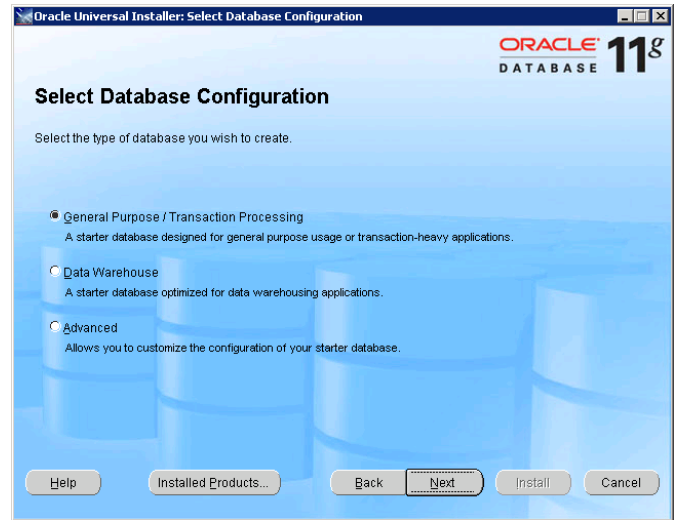 Oracle Universal Installer: Select Database Configuration
ORACLE
DATABASE
11g
Select Database Configuration
Select the type of database you wish to create.
General Purpose / Transaction Processing
A starter database designed for general purpose usage or transaction-heavy applications.
Data Warehouse
A starter database optimized for data warehousing applications.
Advanced
Allows you to customize the configuration of your starter database.
Help Installed Products... Back Next Install Cancel